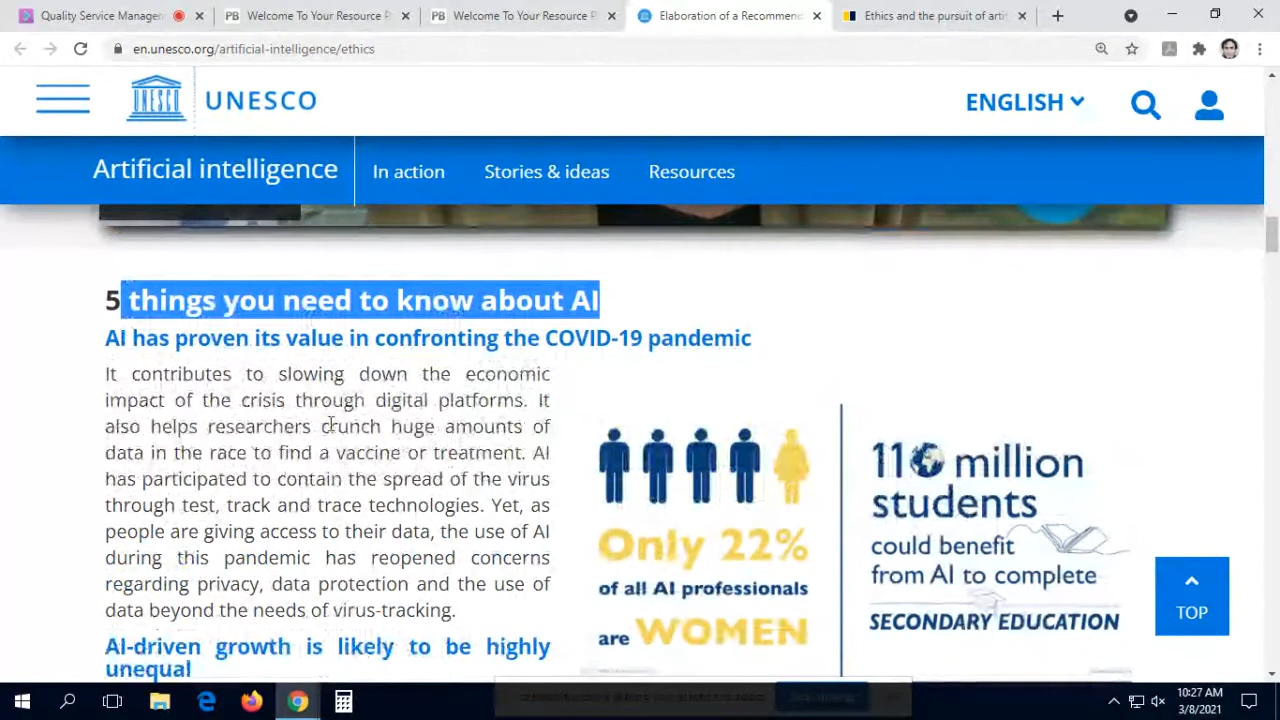 Quality Service Managen
Welcome To Your Resource P
Welcome To Your Resource P
Elaboration of a Recommen
Ethics and the pursuit of arti
en.unesco.org/artificial-intelligence/ethics
UNESCO
UNESCO
ENGLISH
Artificial intelligence
In action
Stories & ideas
Resources
5 things you need to know about AI
AI has proven its value in confronting the COVID-19 pandemic
It contributes to slowing down the economic
impact of the crisis through digital platforms. It
also helps researchers crunch huge amounts of
data in the race to find a vaccine or treatment. AI
has participated to contain the spread of the virus
through test, track and trace technologies. Yet, as
people are giving access to their data, the use of AI
during this pandemic has reopened concerns
regarding privacy, data protection and the use of
data beyond the needs of virus-tracking.
AI-driven growth is likely to be highly
unequal
Only 22%
of all AI professionals
are WOMEN
110 million
students
could benefit
from AI to complete
SECONDARY EDUCATION
TOP
10:27 AM
3/8/2021